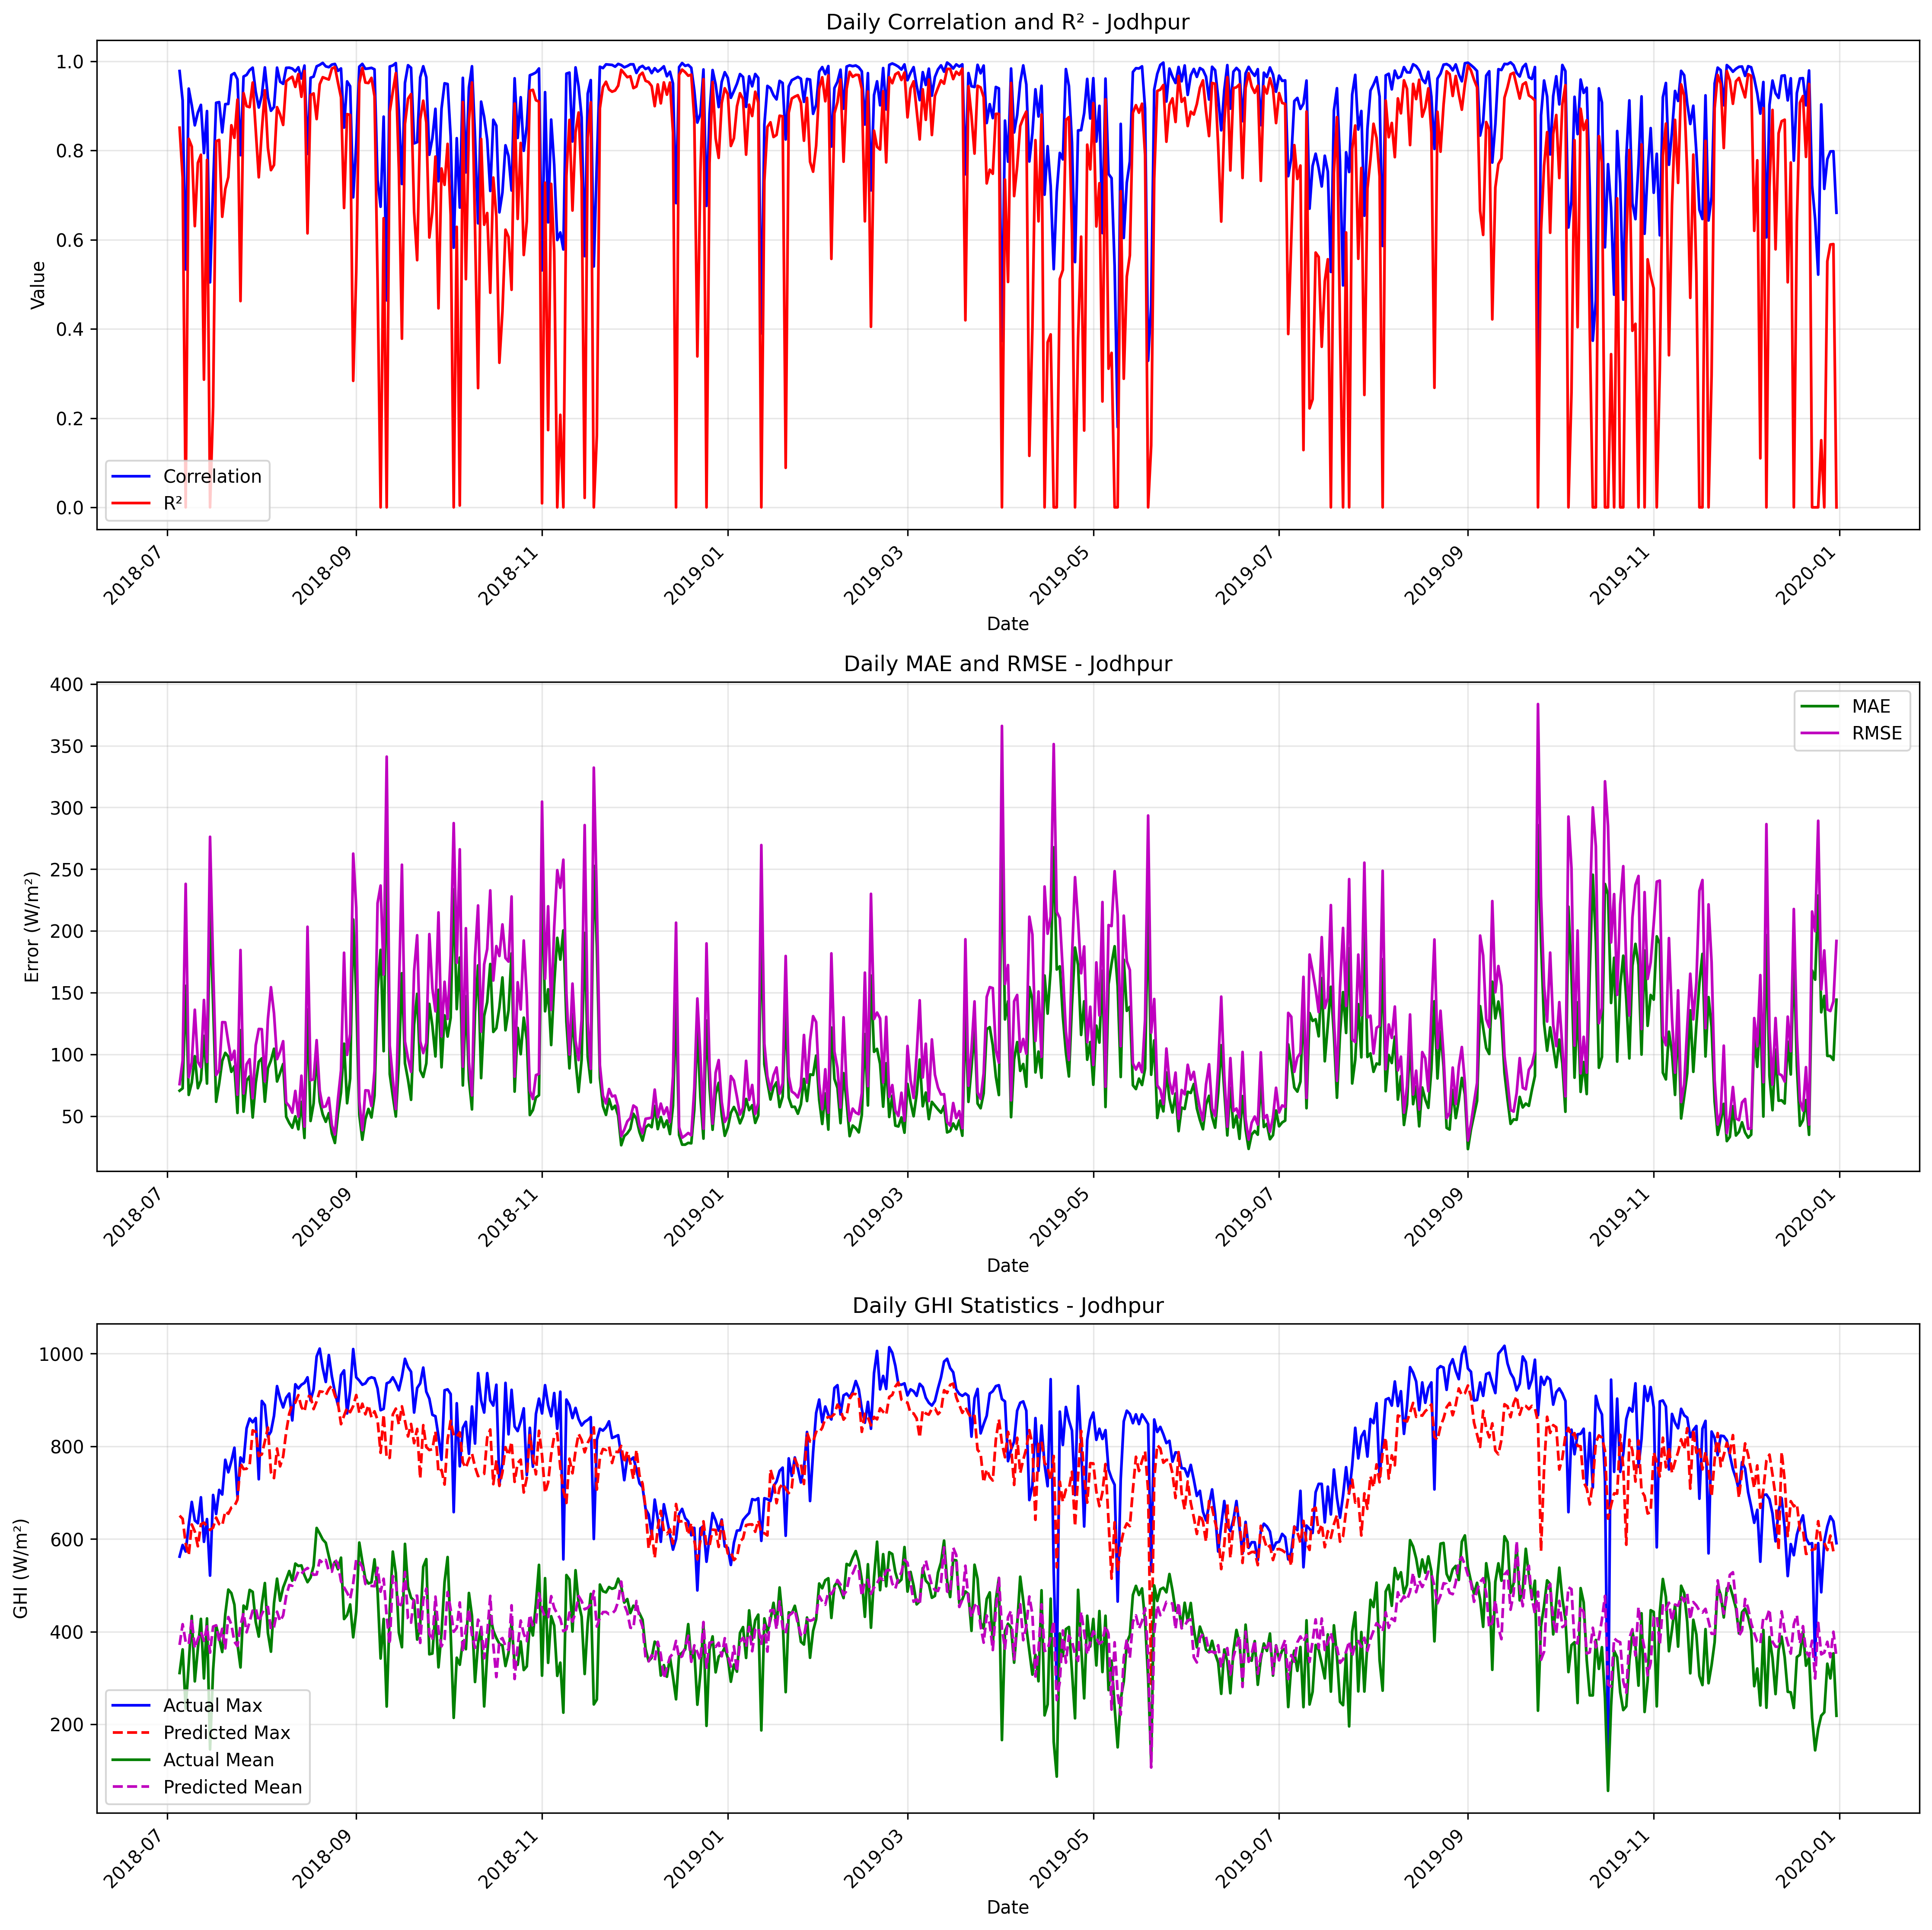 Daily Correlation and R² - Jodhpur
Value
1.0
0.8
0.6
0.4
0.2
0.0
Correlation
R²
2018-07
2018-09
2018-11
2019-01
2019-03
2019-05
2019-07
2019-09
2019-11
2020-01
Date
Daily MAE and RMSE - Jodhpur
Error (W/m²)
400
350
300
250
200
150
100
50
MAE
RMSE
2018-07
2018-09
2018-11
2019-01
2019-03
2019-05
2019-07
2019-09
2019-11
2020-01
Date
Daily GHI Statistics - Jodhpur
GHI (W/m²)
1000
800
600
400
200
Actual Max
Predicted Max
Actual Mean
Predicted Mean
2018-07
2018-09
2018-11
2019-01
2019-03
2019-05
2019-07
2019-09
2019-11
2020-01
Date